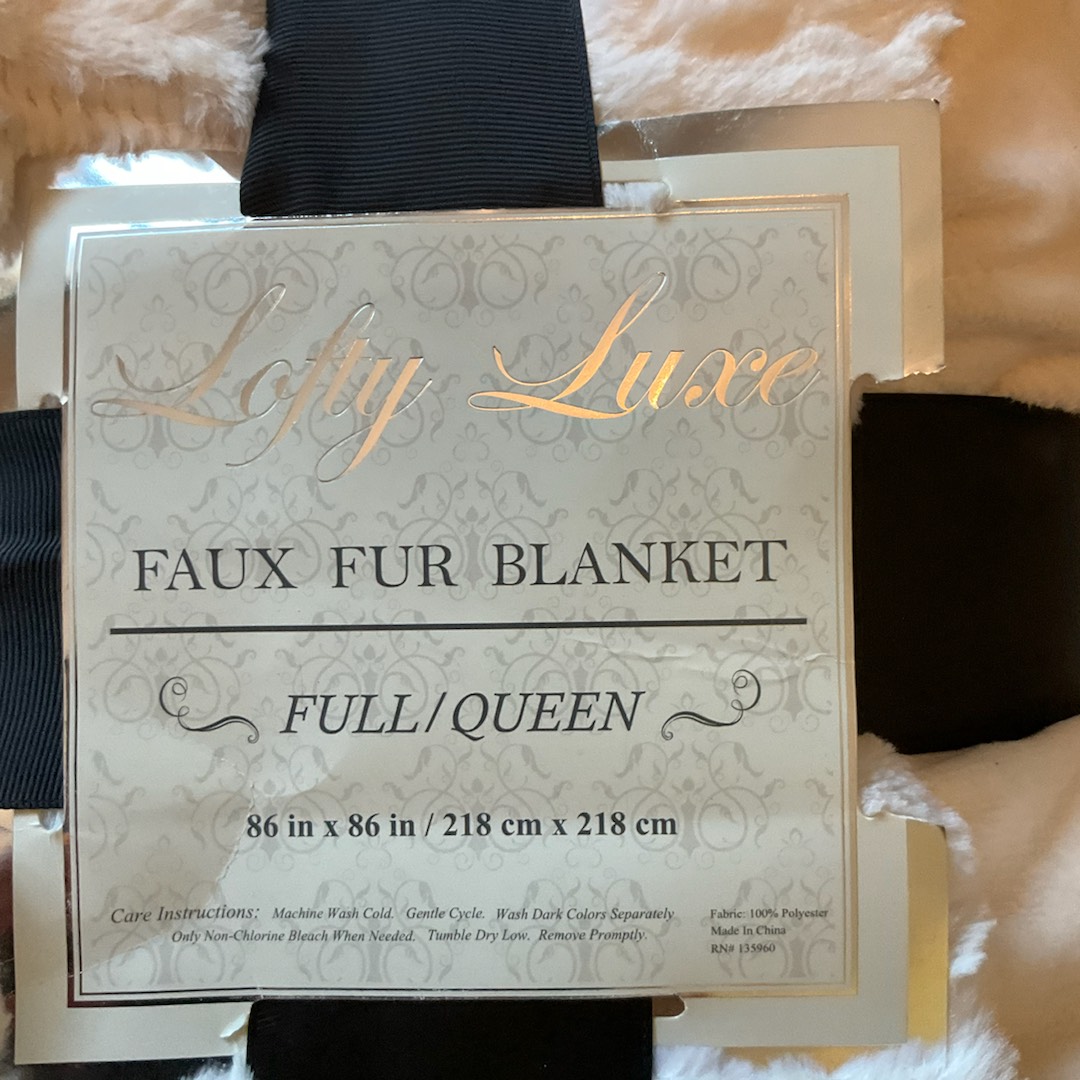 Lofty Luxe
FAUX FUR BLANKET
FULL/QUEEN
86 in x 86 in / 218 cm x 218 cm
Care Instructions: Machine Wash Cold. Gentle Cycle. Wash Dark Colors Separately
Only Non-Chlorine Bleach When Needed. Tumble Dry Low. Remove Promptly.
Fabric: 100% Polyester
Made In China
RN# 135960